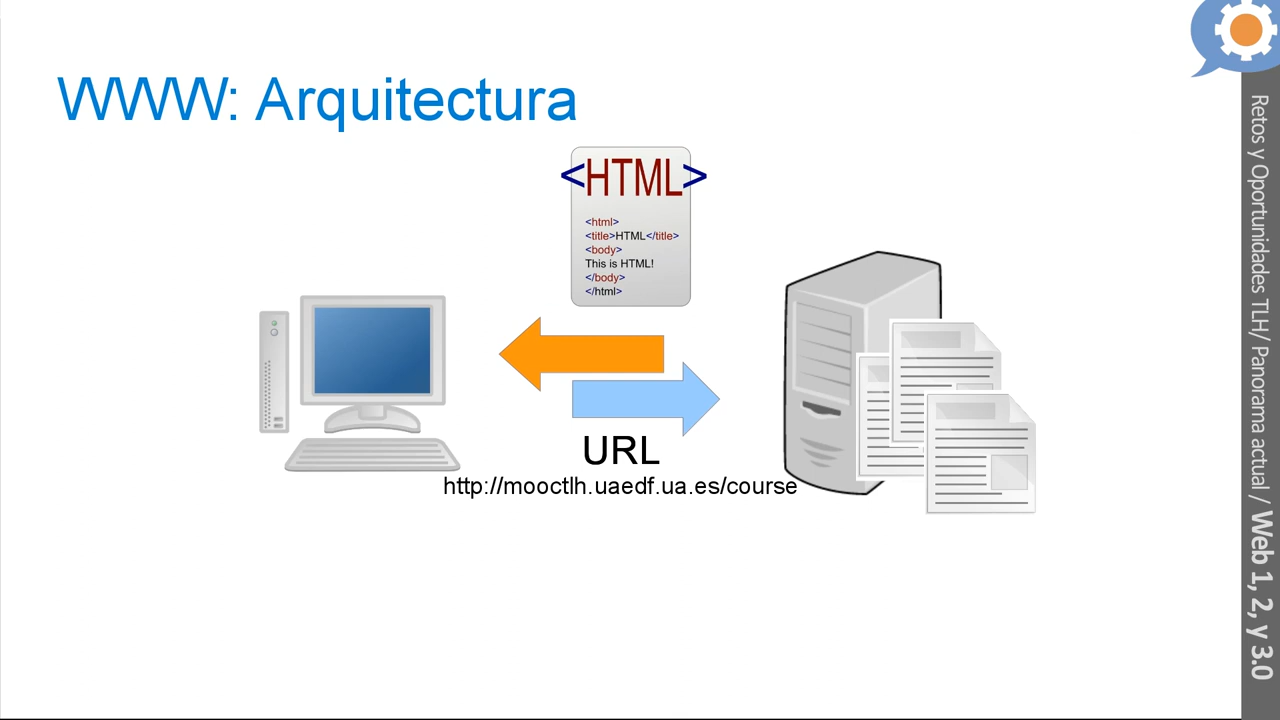 WWW: Arquitectura
<HTML>
<html>
<title>HTML</title>
<body>
This is HTML!
</body>
</html>
URL
http://mooctlh.uaedf.ua.es/course
Retos y Oportunidades TLH/ Panorama actual / Web 1, 2, y 3.0